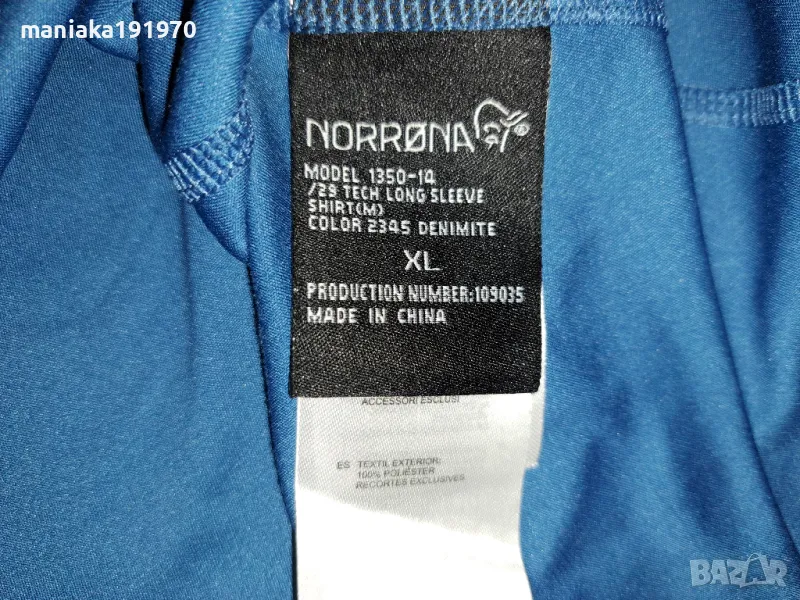 maniaka191970
NORRØNA
MODEL 1350-14
/29 TECH LONG SLEEVE
SHIRT(M)
COLOR 2345 DENIMITE
XL
PRODUCTION NUMBER:109035
MADE IN CHINA
ACCESSORI ESCLUSI
ES TEXTIL EXTERIOR:
100% POLIÉSTER
RECORTES EXCLUSIVES
BAZAR